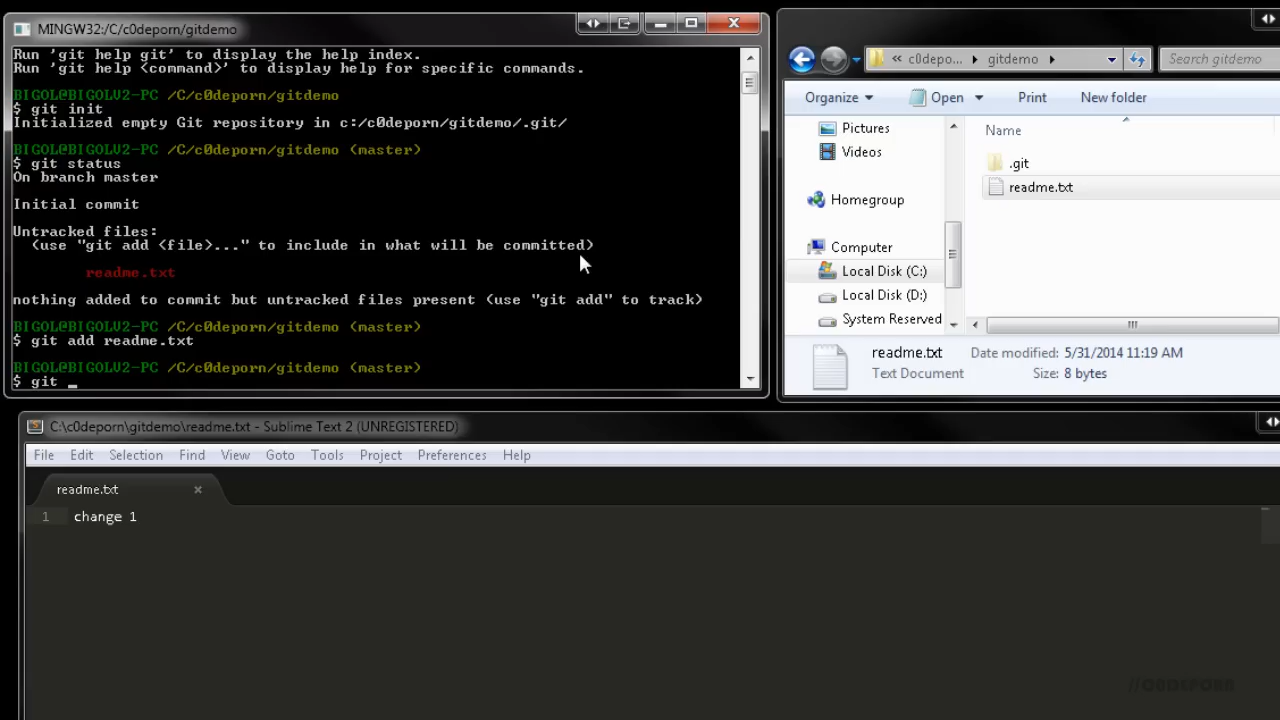 MINGW32:/C/c0deporn/gitdemo
Run 'git help git' to display the help index.
Run 'git help <command>' to display help for specific commands.
BIGOL@BIGOLV2-PC /C/c0deporn/gitdemo
$ git init
Initialized empty Git repository in c:/c0deporn/gitdemo/.git/
BIGOL@BIGOLV2-PC /C/c0deporn/gitdemo (master)
$ git status
On branch master
Initial commit
Untracked files:
(use "git add <file>..." to include in what will be committed)
readme.txt
nothing added to commit but untracked files present (use "git add" to track)
BIGOL@BIGOLV2-PC /C/c0deporn/gitdemo (master)
$ git add readme.txt
BIGOL@BIGOLV2-PC /C/c0deporn/gitdemo (master)
$ git _
« c0depo... gitdemo Search gitdemo
Organize Open Print New folder
Pictures
Videos
Homegroup
Computer
Local Disk (C:)
Local Disk (D:)
System Reserved
Name
.git
readme.txt
readme.txt Date modified: 5/31/2014 11:19 AM
Text Document Size: 8 bytes
C:\c0deporn\gitdemo\readme.txt - Sublime Text 2 (UNREGISTERED)
File Edit Selection Find View Goto Tools Project Preferences Help
readme.txt ×
1 change 1
//C0DEPORN